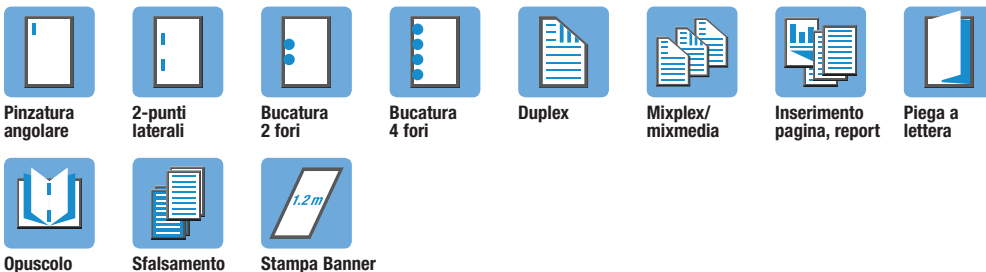 Pinzatura
angolare
2-punti
laterali
Bucatura
2 fori
Bucatura
4 fori
Duplex
Mixplex/
mixmedia
Inserimento
pagina, report
Piega a
lettera
1.2 m
Opuscolo
Sfalsamento
Stampa Banner